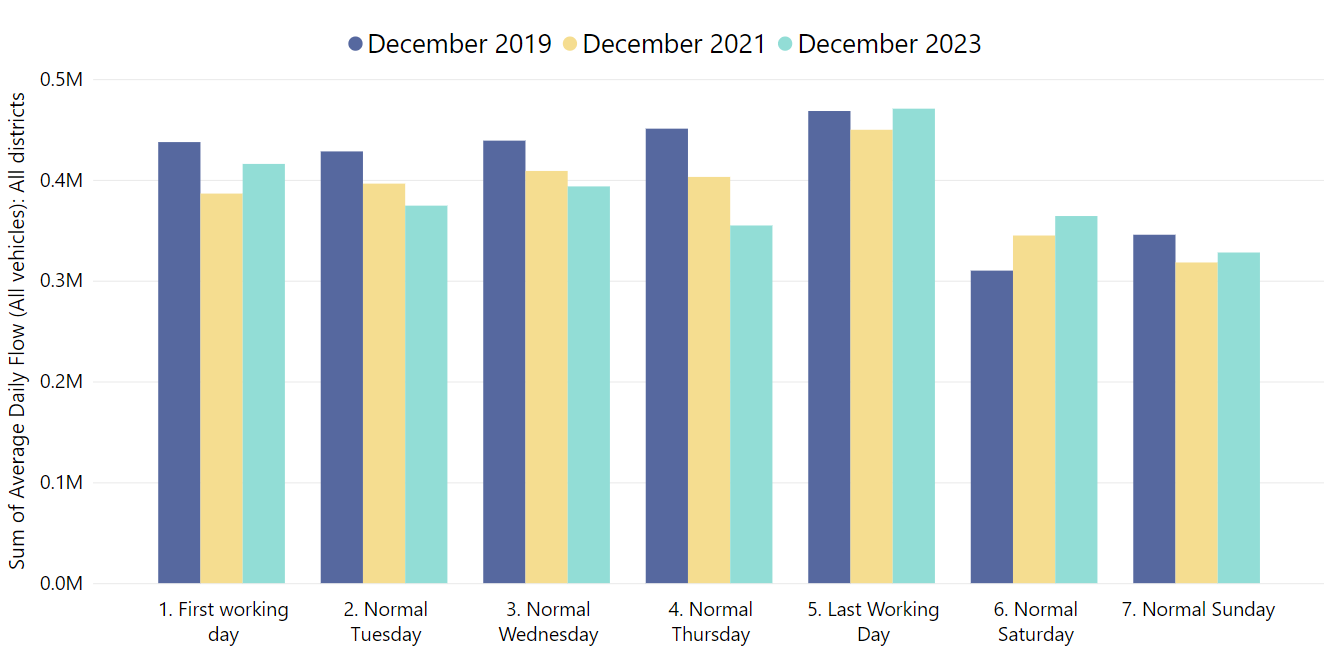 December 2019 December 2021 December 2023
Sum of Average Daily Flow (All vehicles): All districts
0.5M
0.4M
0.3M
0.2M
0.1M
0.0M
1. First working
day
2. Normal
Tuesday
3. Normal
Wednesday
4. Normal
Thursday
5. Last Working
Day
6. Normal
Saturday
7. Normal Sunday